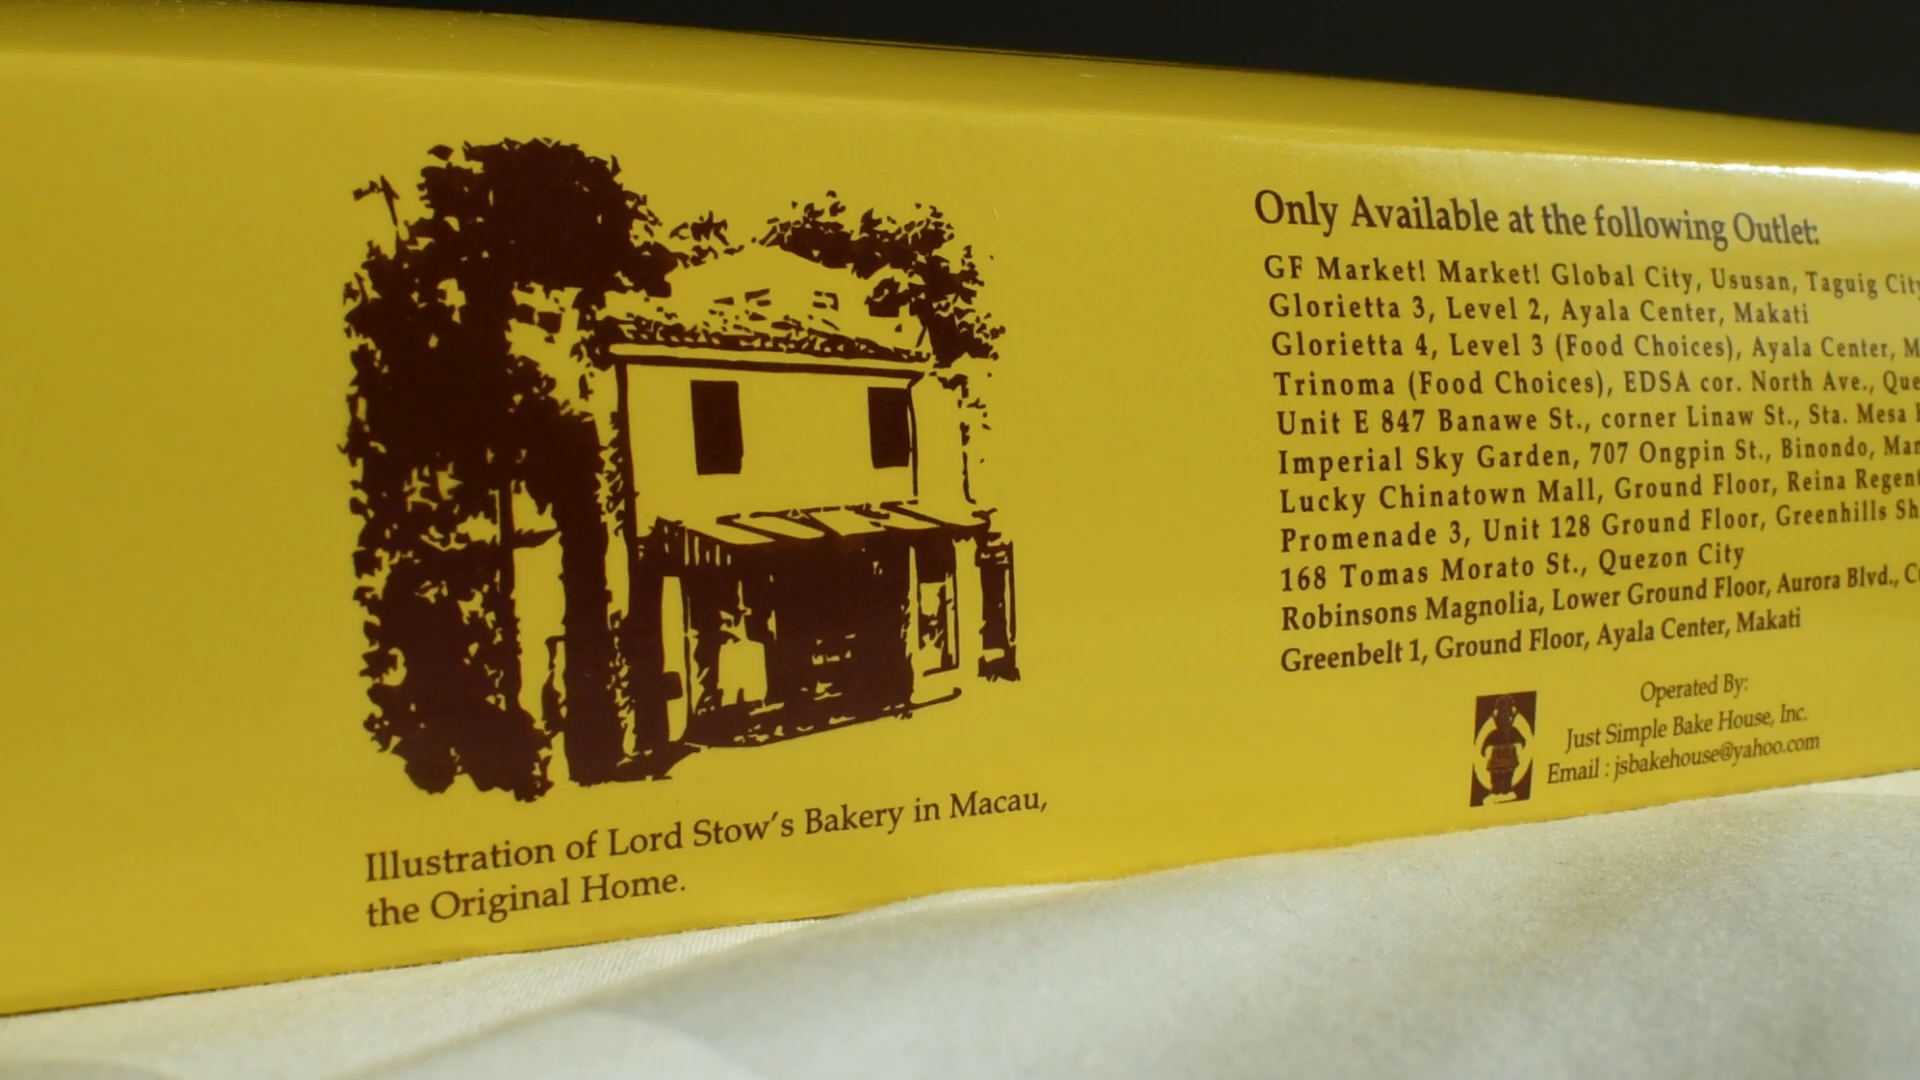 Illustration of Lord Stow's Bakery in Macau,
the Original Home.
Only Available at the following Outlet:
GF Market! Market! Global City, Ususan, Taguig City
Glorietta 3, Level 2, Ayala Center, Makati
Glorietta 4, Level 3 (Food Choices), Ayala Center,
Trinoma (Food Choices), EDSA cor. North Ave.,
Unit E 847 Banawe St., corner Linaw St., Sta. Mesa
Imperial Sky Garden, 707 Ongpin St., Binondo,
Lucky Chinatown Mall, Ground Floor, Reina
Promenade 3, Unit 128 Ground Floor, Greenhills
168 Tomas Morato St., Quezon City
Robinsons Magnolia, Lower Ground Floor, Aurora Blvd.,
Greenbelt 1, Ground Floor, Ayala Center, Makati
Operated By:
Just Simple Bake House, Inc.
Email : jsbakehouse@yahoo.com